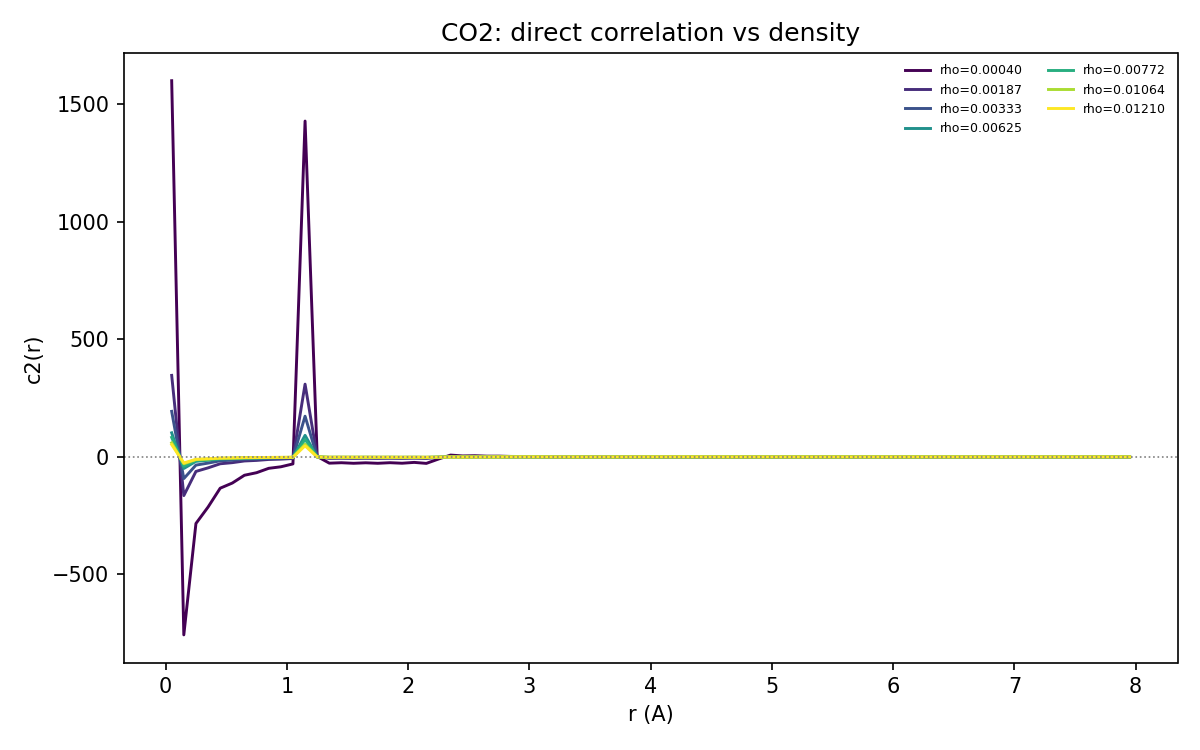 CO2: direct correlation vs density
rho=0.00040
rho=0.00187
rho=0.00333
rho=0.00625
rho=0.00772
rho=0.01064
rho=0.01210
c2(r)
1500
1000
500
0
−500
0 1 2 3 4 5 6 7 8
r (A)